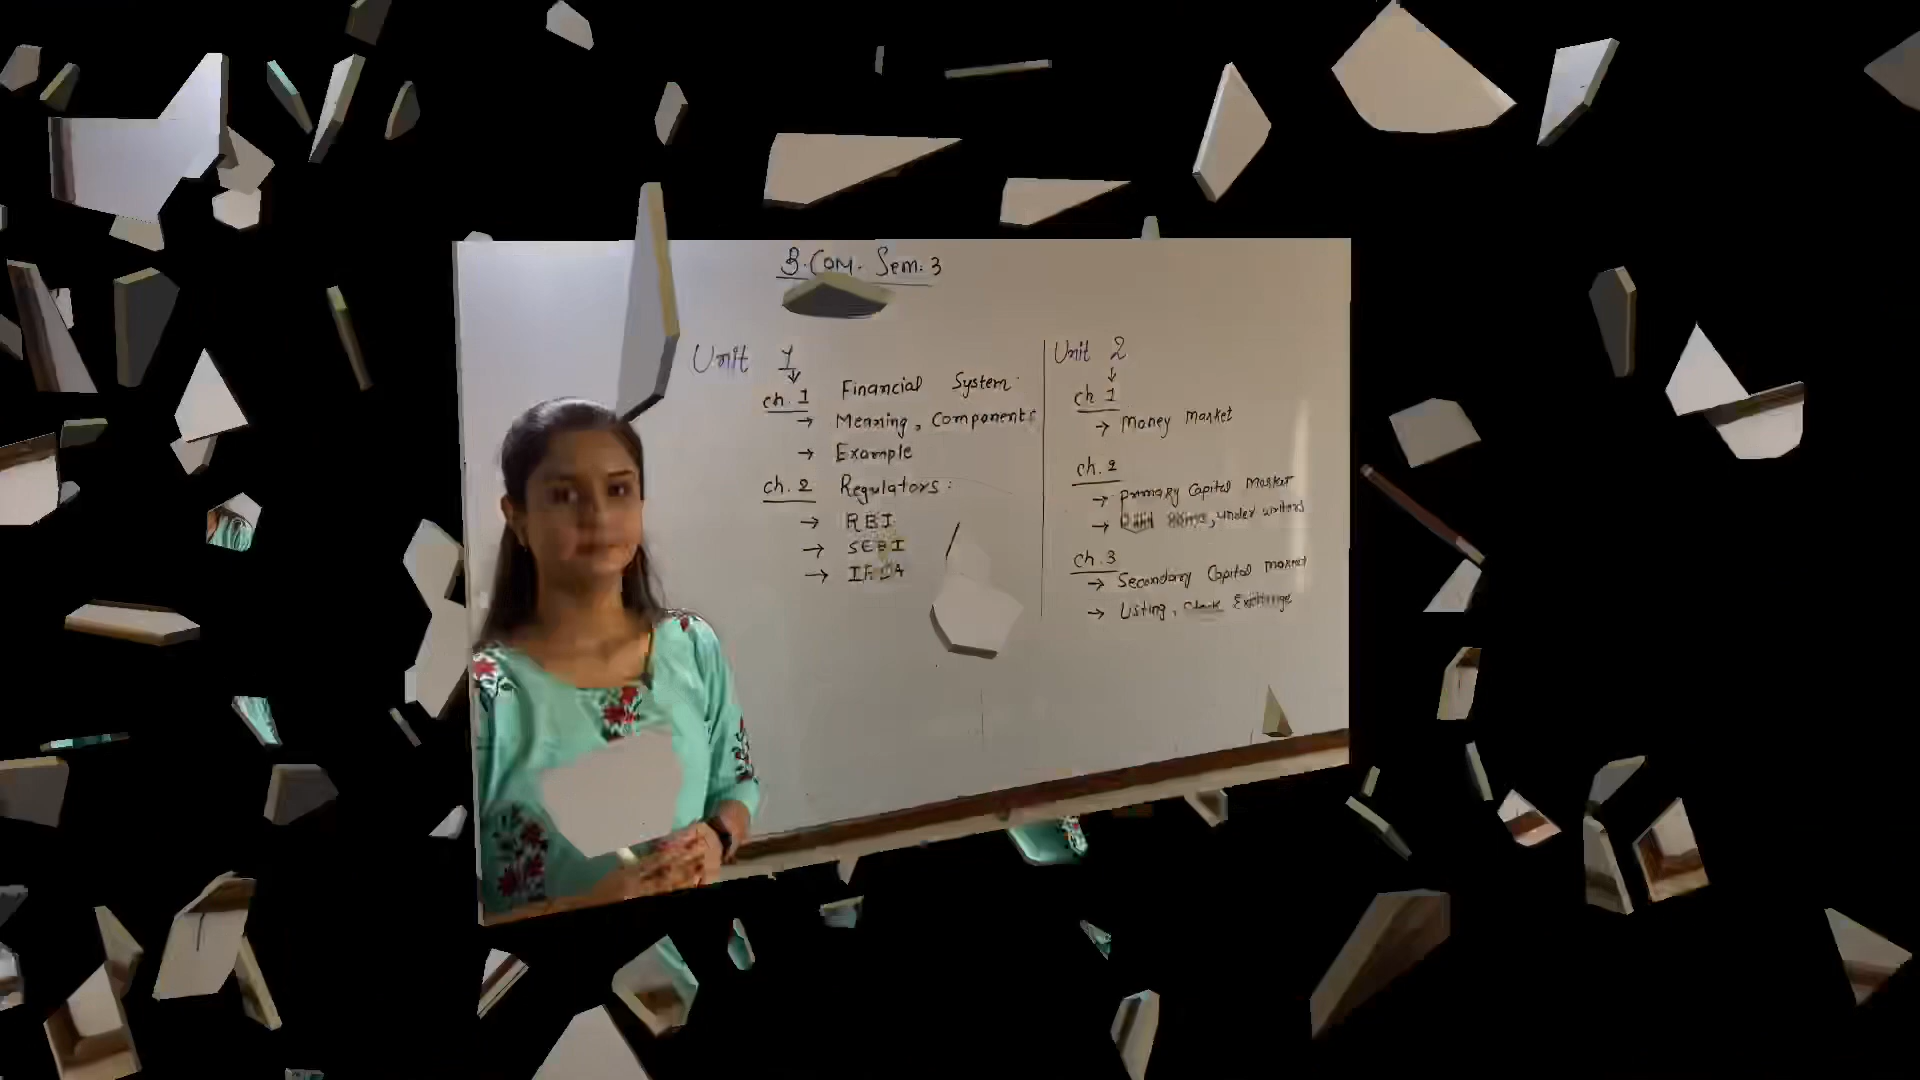 B.COM. Sem. 3
Unit 1
ch. 1 Financial System
→ Meaning, Components
→ Example
ch. 2 Regulators:
→ RBI
→ SEBI
→ IRDA
Unit 2
ch 1
→ Money Market
ch. 2
→ Primary Capital Market
→ under writers
ch. 3
→ Secondary Capital Market
→ Listing, Exchange